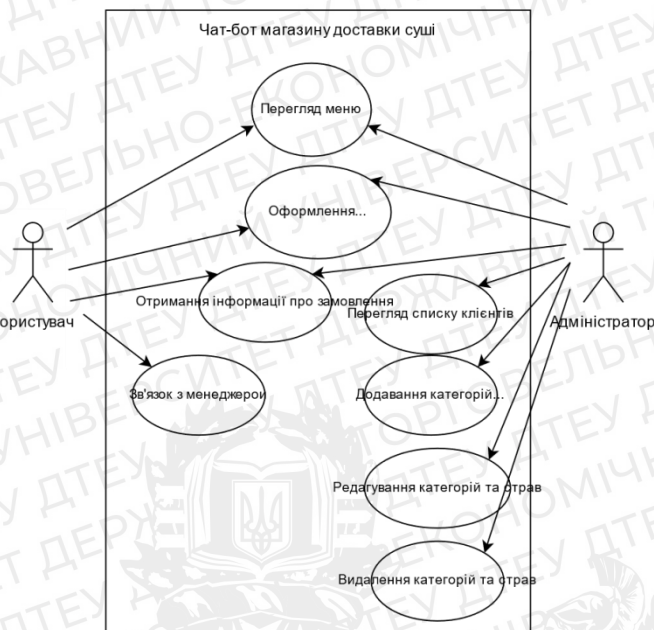 Чат-бот магазину доставки суші
Перегляд меню
Оформлення...
Отримання інформації про замовлення
Перегляд списку клієнтів
ористувач
Адміністратор
Зв'язок з менеджерои
Додавання категорій...
Редагування категорій та страв
Видалення категорій та страв